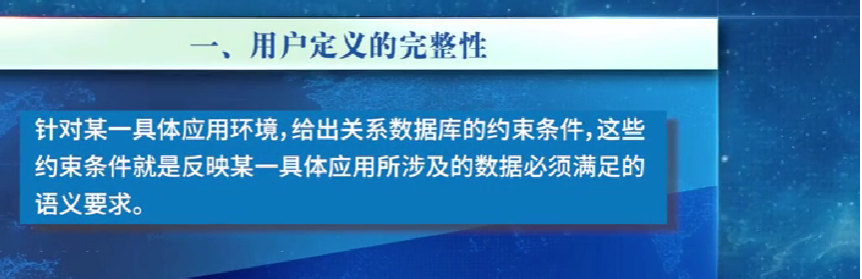 一、用户定义的完整性
针对某一具体应用环境,给出关系数据库的约束条件,这些
约束条件就是反映某一具体应用所涉及的数据必须满足的
语义要求。